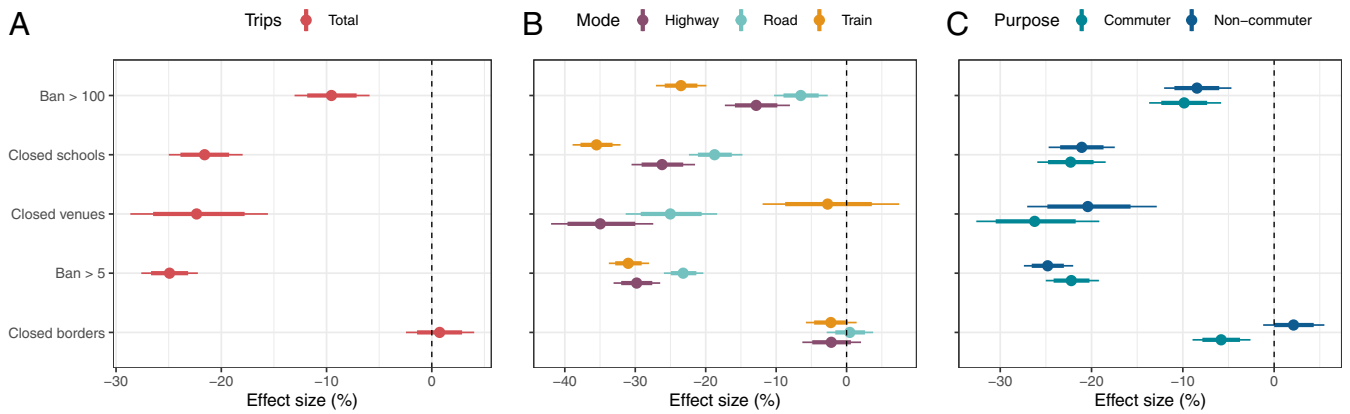 A Trips Total
B Mode Highway Road Train
C Purpose Commuter Non−commuter
Ban > 100
Closed schools
Closed venues
Ban > 5
Closed borders
−30 −20 −10 0
−40 −30 −20 −10 0
−30 −20 −10 0
Effect size (%)
Effect size (%)
Effect size (%)